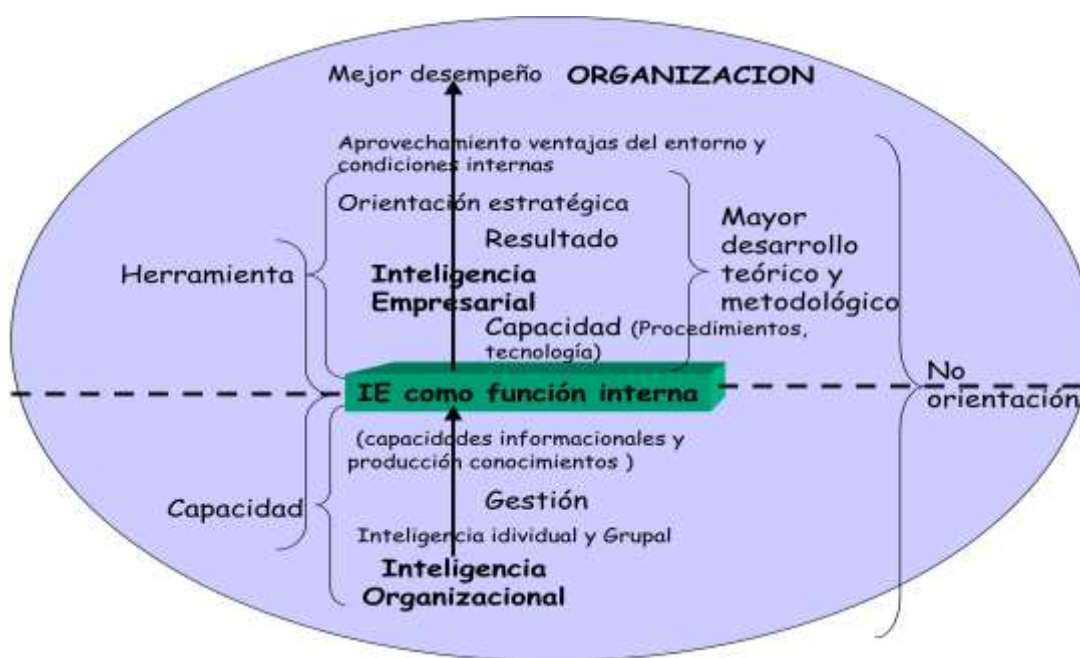 Mejor desempeño
ORGANIZACION
Aprovechamiento ventajas del entorno y
condiciones internas
Orientación estratégica
Resultado
Herramienta
Inteligencia
Empresarial
Mayor
desarrollo
teórico y
metodológico
Capacidad (Procedimientos,
tecnología)
IE como función interna
No
orientación
(capacidades informacionales y
producción conocimientos )
Gestión
Capacidad
Inteligencia idividual y Grupal
Inteligencia
Organizacional